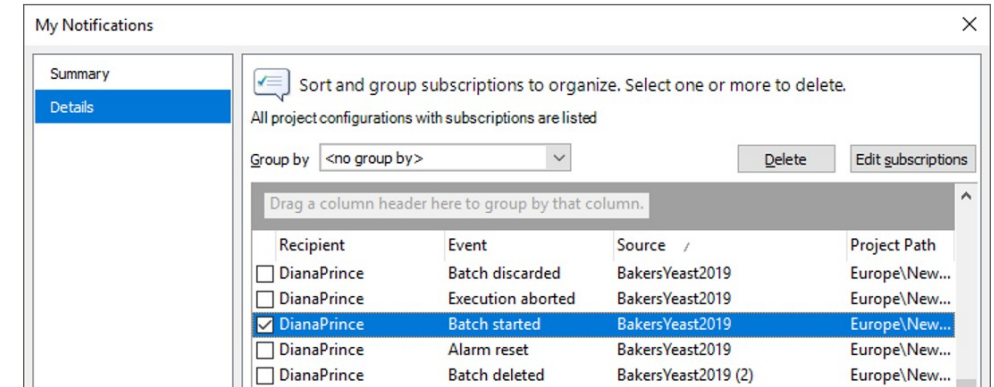 My Notifications
Summary
Details
Sort and group subscriptions to organize. Select one or more to delete.
All project configurations with subscriptions are listed
Group by <no group by> Delete Edit subscriptions
Drag a column header here to group by that column.
Recipient Event Source / Project Path
DianaPrince Batch discarded BakersYeast2019 Europe\New...
DianaPrince Execution aborted BakersYeast2019 Europe\New...
DianaPrince Batch started BakersYeast2019 Europe\New...
DianaPrince Alarm reset BakersYeast2019 Europe\New...
DianaPrince Batch deleted BakersYeast2019 (2) Europe\New...